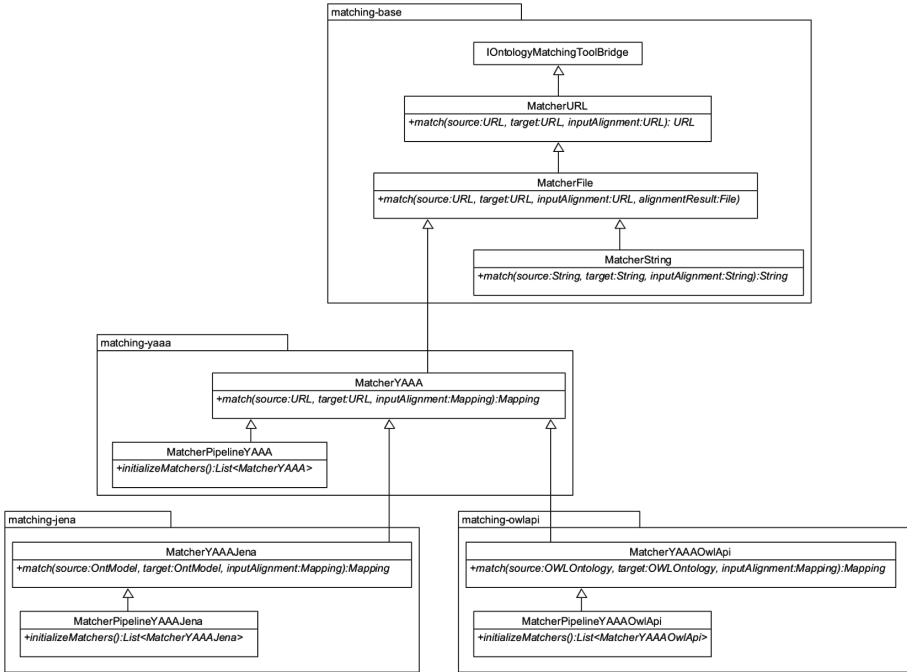 matching-base
IOntologyMatchingToolBridge
MatcherURL
+match(source:URL, target:URL, inputAlignment:URL): URL
MatcherFile
+match(source:URL, target:URL, inputAlignment:URL, alignmentResult:File)
MatcherString
+match(source:String, target:String, inputAlignment:String):String
matching-yaaa
MatcherYAAA
+match(source:URL, target:URL, inputAlignment:Mapping):Mapping
MatcherPipelineYAAA
+initializeMatchers():List<MatcherYAAA>
matching-jena
MatcherYAAAJena
+match(source:OntModel, target:OntModel, inputAlignment:Mapping):Mapping
MatcherPipelineYAAAJena
+initializeMatchers():List<MatcherYAAAJena>
matching-owlapi
MatcherYAAAOwlApi
+match(source:OWLOntology, target:OWLOntology, inputAlignment:Mapping):Mapping
MatcherPipelineYAAAOwlApi
+initializeMatchers():List<MatcherYAAAOwlApi>